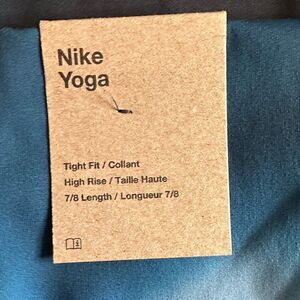 Nike
Yoga
Tight Fit / Collant
High Rise / Taille Haute
7/8 Length / Longueur 7/8